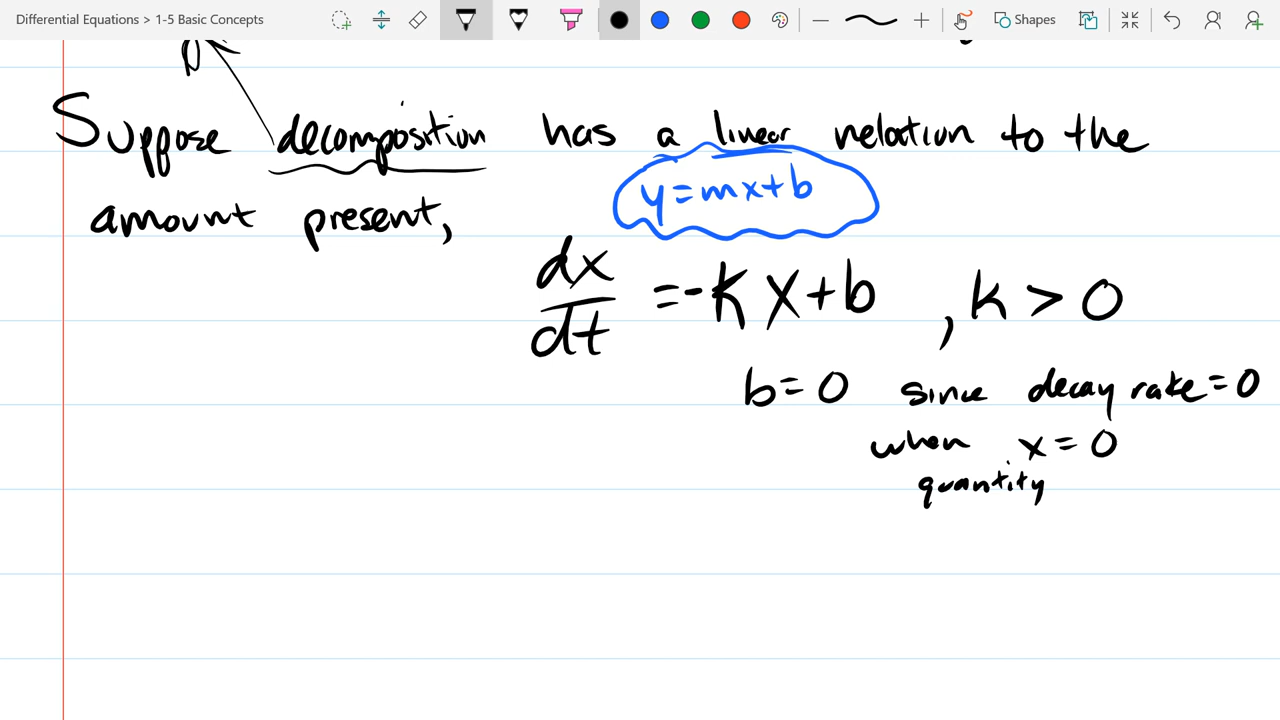 Differential Equations > 1-5 Basic Concepts
Shapes
Suppose decomposition has a linear relation to the
y=mx+b
amount present,
dx/dt = -kx+b , k > 0
b=0 since decay rate=0
when x=0
quantity